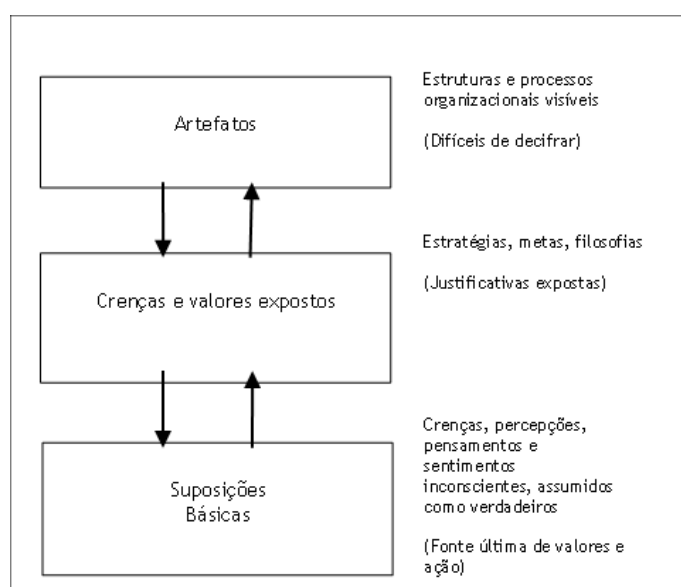 Artefatos
Estruturas e processos
organizacionais visíveis
(Difíceis de decifrar)
Crenças e valores expostos
Estratégias, metas, filosofias
(Justificativas expostas)
Suposições
Básicas
Crenças, percepções,
pensamentos e
sentimentos
inconscientes, assumidos
como verdadeiros
(Fonte última de valores e
ação)